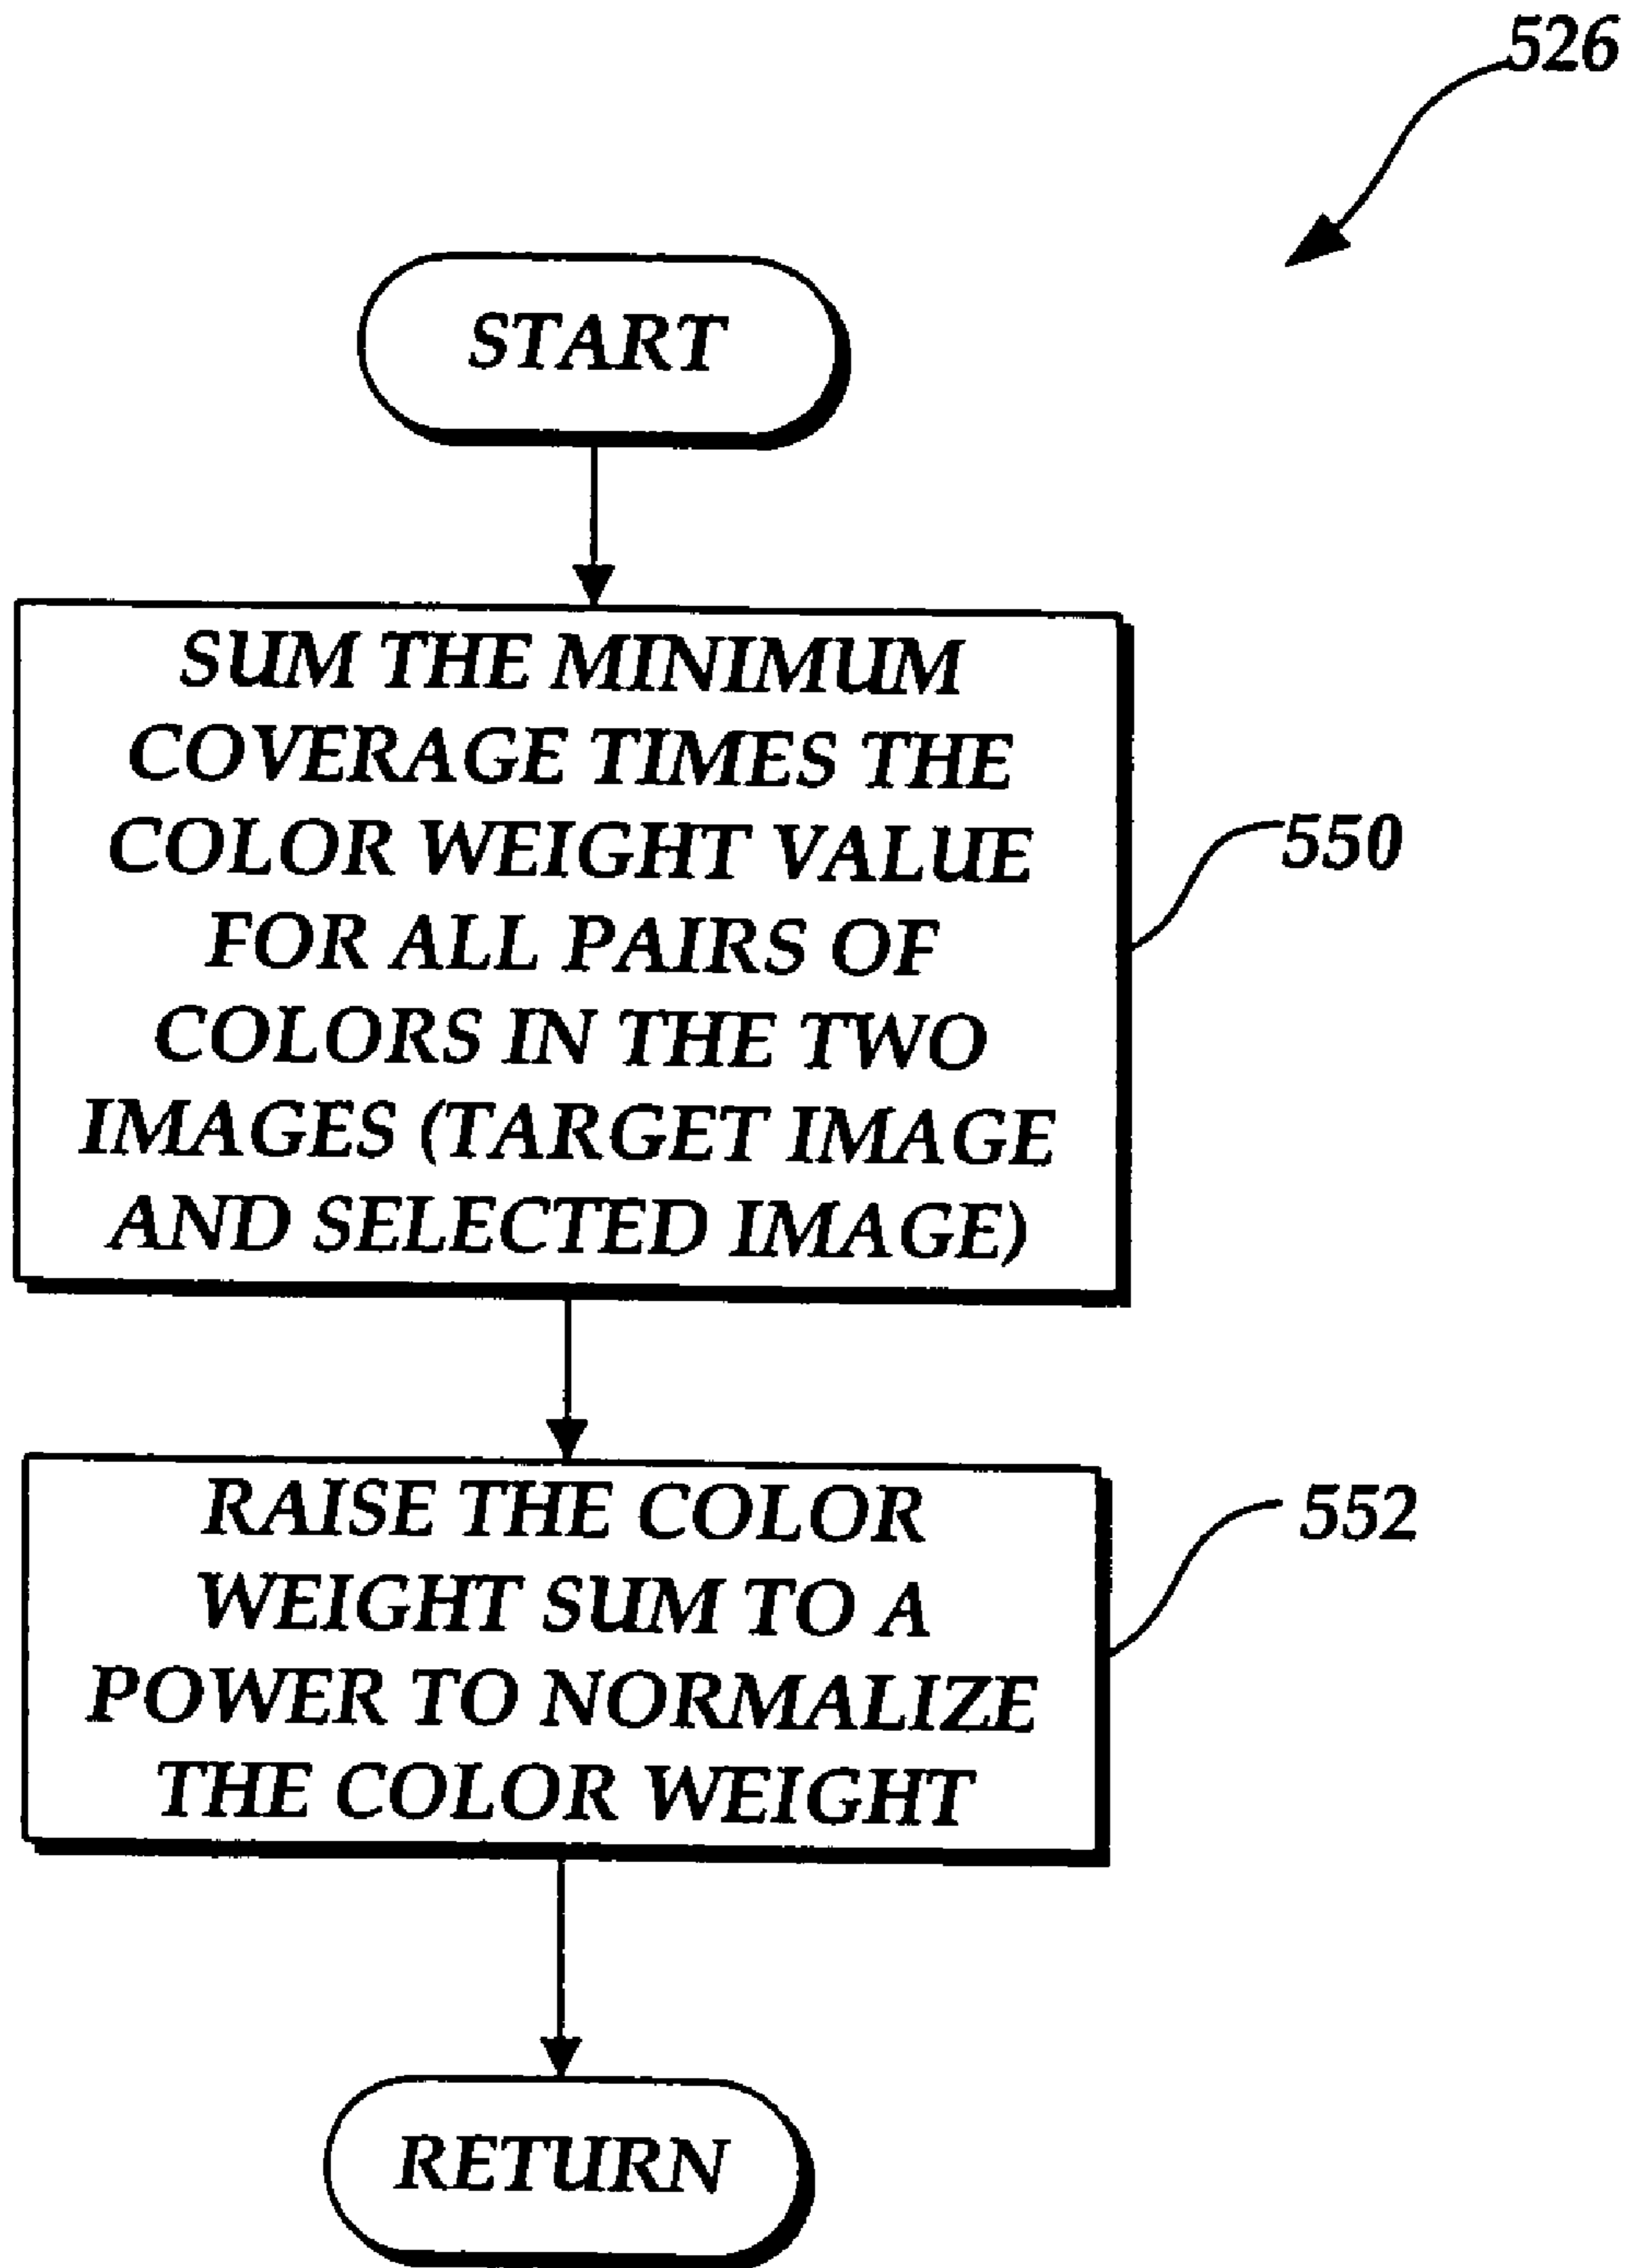 526
START
SUM THE MINIMUM
COVERAGE TIMES THE
COLOR WEIGHT VALUE
FOR ALL PAIRS OF
COLORS IN THE TWO
IMAGES (TARGET IMAGE
AND SELECTED IMAGE)
550
RAISE THE COLOR
WEIGHT SUM TO A
POWER TO NORMALIZE
THE COLOR WEIGHT
552
RETURN